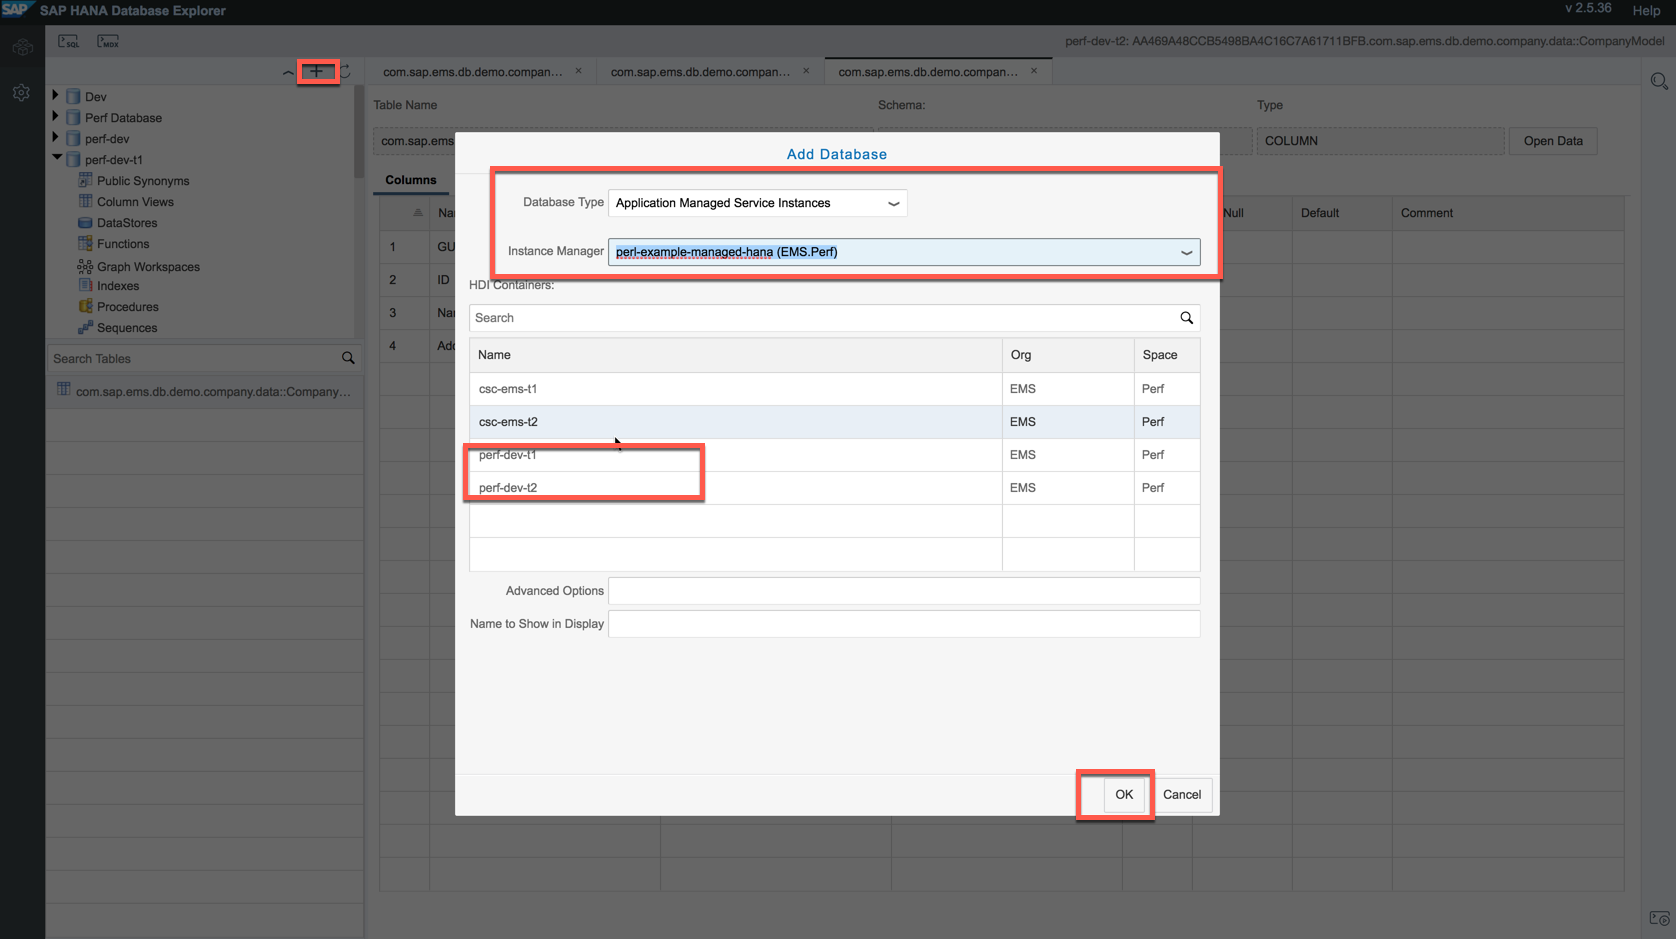 SAP SAP HANA Database Explorer
v 2.5.36 Help
SQL MDX
perf-dev-t2: AA469A48CCB5498BA4C16C7A61711BFB.com.sap.ems.db.demo.company.data::CompanyModel
com.sap.ems.db.demo.compan... × com.sap.ems.db.demo.compan... × com.sap.ems.db.demo.compan... ×
Dev
Perf Database
perf-dev
perf-dev-t1
Public Synonyms
Column Views
DataStores
Functions
Graph Workspaces
Indexes
Procedures
Sequences
Search Tables
com.sap.ems.db.demo.company.data::Company...
Table Name Schema: Type
com.sap.ems COLUMN Open Data
Columns
Na Null Default Comment
1 GU
2 ID
3 Na
4 Add
Add Database
Database Type Application Managed Service Instances
Instance Manager perl-example-managed-hana (EMS.Perf)
HDI Containers:
Search
Name Org Space
csc-ems-t1 EMS Perf
csc-ems-t2 EMS Perf
perf-dev-t1 EMS Perf
perf-dev-t2 EMS Perf
Advanced Options
Name to Show in Display
OK Cancel